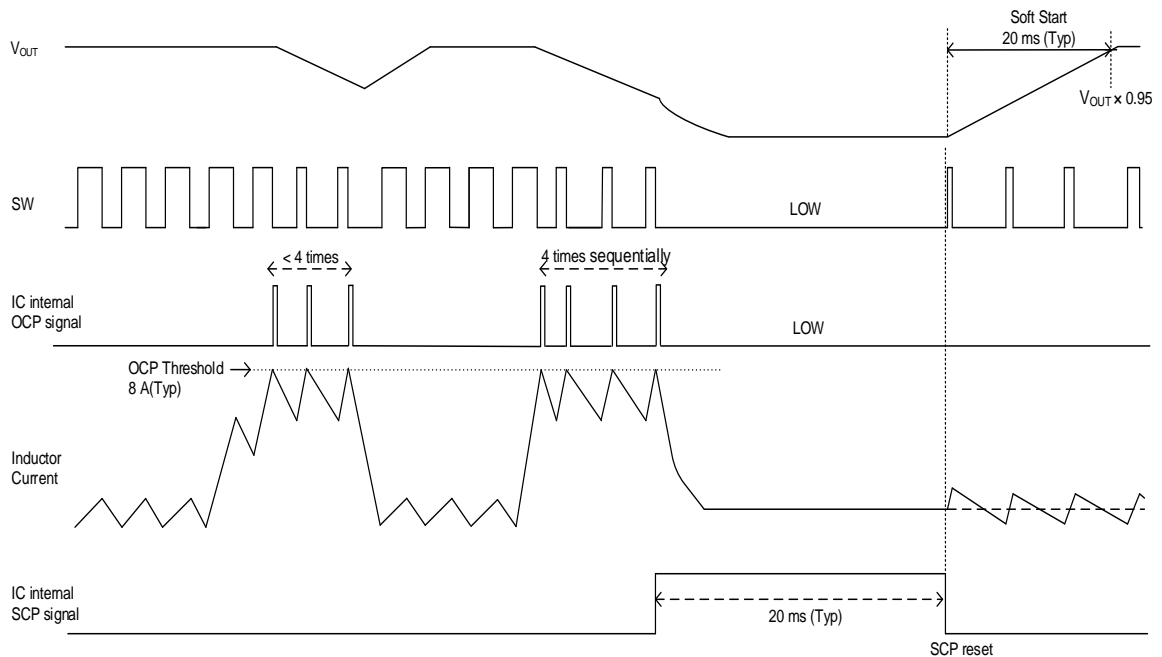 Soft Start
20 ms (Typ)
VOUT
VOUT × 0.95
SW
LOW
< 4 times
4 times sequentially
IC internal
OCP signal
LOW
OCP Threshold
8 A(Typ)
Inductor
Current
IC internal
SCP signal
20 ms (Typ)
SCP reset